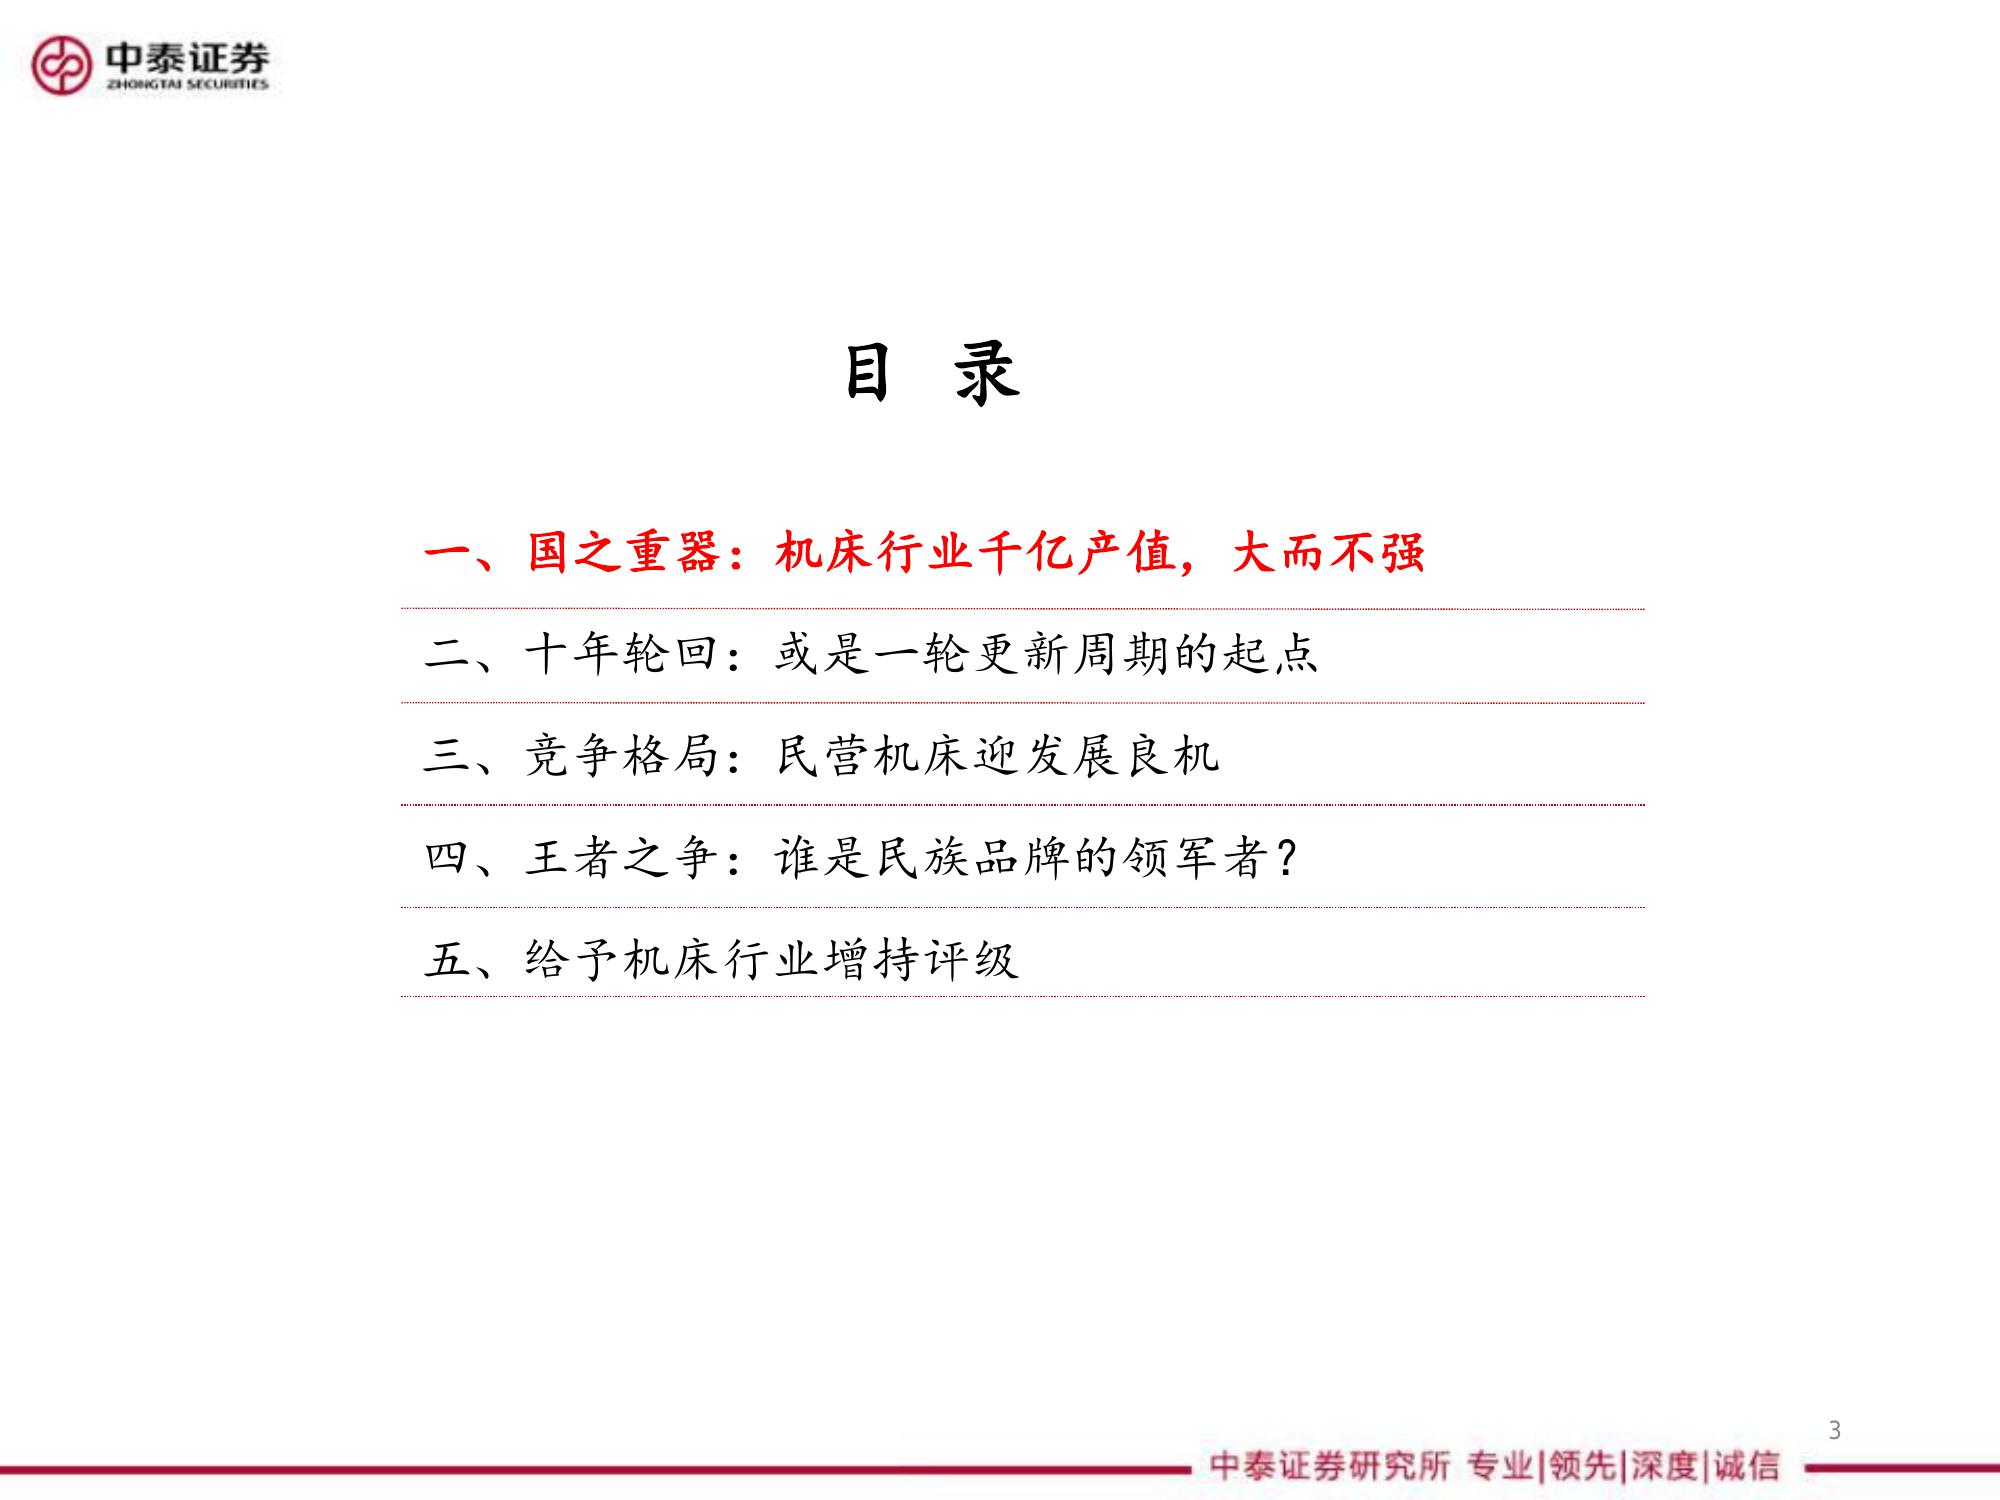 中泰证券
ZHONGTAI SECURITIES
目 录
一、国之重器：机床行业千亿产值，大而不强
二、十年轮回：或是一轮更新周期的起点
三、竞争格局：民营机床迎发展良机
四、王者之争：谁是民族品牌的领军者？
五、给予机床行业增持评级
3
中泰证券研究所 专业|领先|深度|诚信